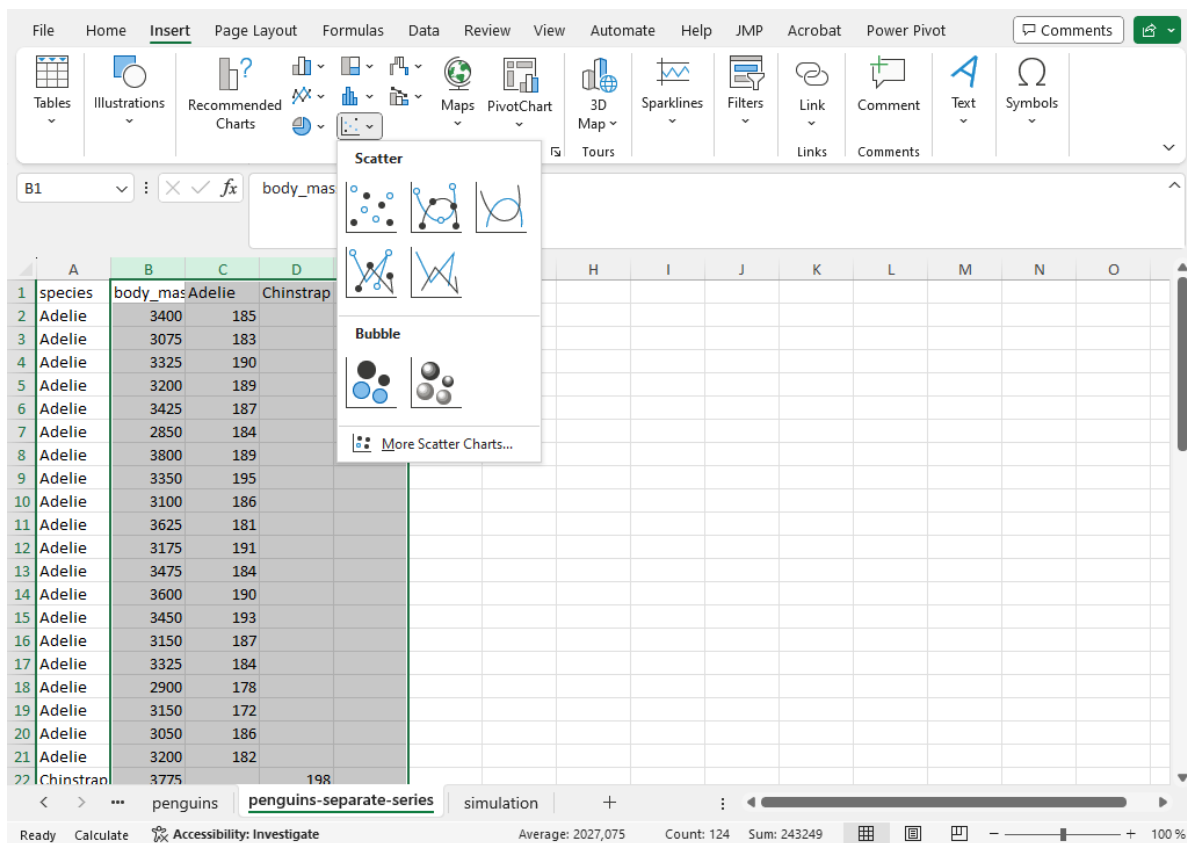 File Home Insert Page Layout Formulas Data Review View Automate Help JMP Acrobat Power Pivot Comments
Tables Illustrations Recommended Charts Maps PivotChart 3D Map Sparklines Filters Link Comment Text Symbols
Tours Links Comments
B1 fx body_mas
Scatter
Bubble
More Scatter Charts...
A B C D H I J K L M N O
1 species body_mas Adelie Chinstrap
2 Adelie 3400 185
3 Adelie 3075 183
4 Adelie 3325 190
5 Adelie 3200 189
6 Adelie 3425 187
7 Adelie 2850 184
8 Adelie 3800 189
9 Adelie 3350 195
10 Adelie 3100 186
11 Adelie 3625 181
12 Adelie 3175 191
13 Adelie 3475 184
14 Adelie 3600 190
15 Adelie 3450 193
16 Adelie 3150 187
17 Adelie 3325 184
18 Adelie 2900 178
19 Adelie 3150 172
20 Adelie 3050 186
21 Adelie 3200 182
22 Chinstrap 3775 198
penguins penguins-separate-series simulation
Ready Calculate Accessibility: Investigate Average: 2027,075 Count: 124 Sum: 243249 100 %